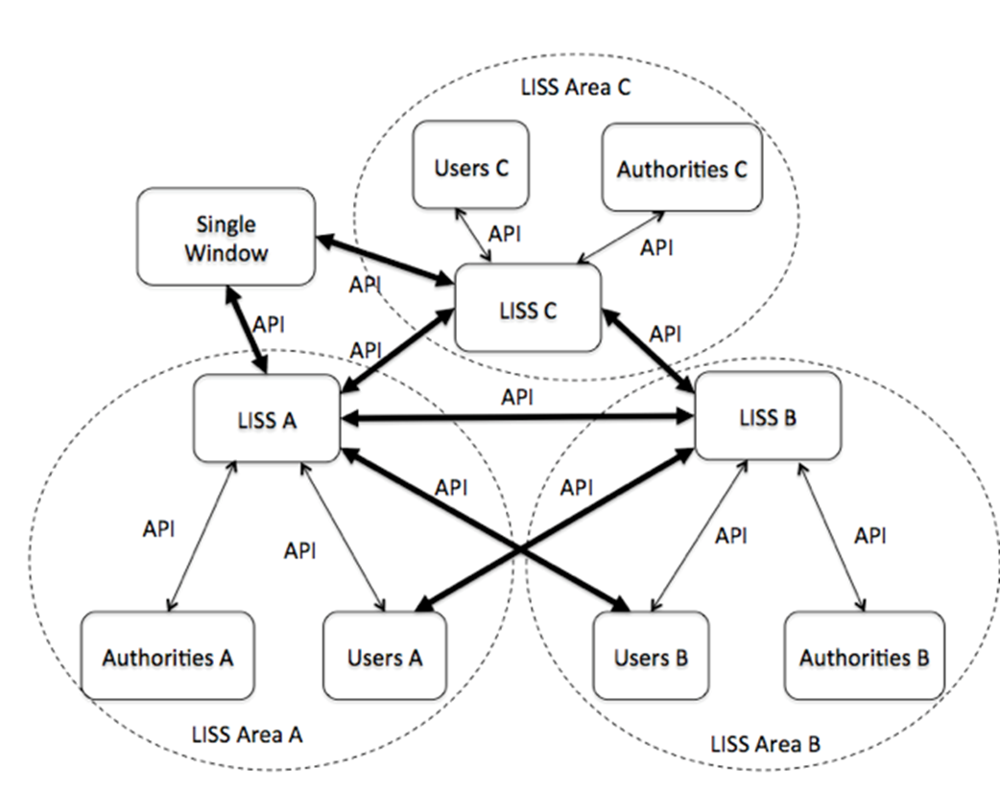 LISS Area C
Users C
Authorities C
API
API
Single
Window
API
LISS C
API
API
API
LISS A
API
LISS B
API
API
API
API
API
API
Authorities A
Users A
Users B
Authorities B
LISS Area A
LISS Area B